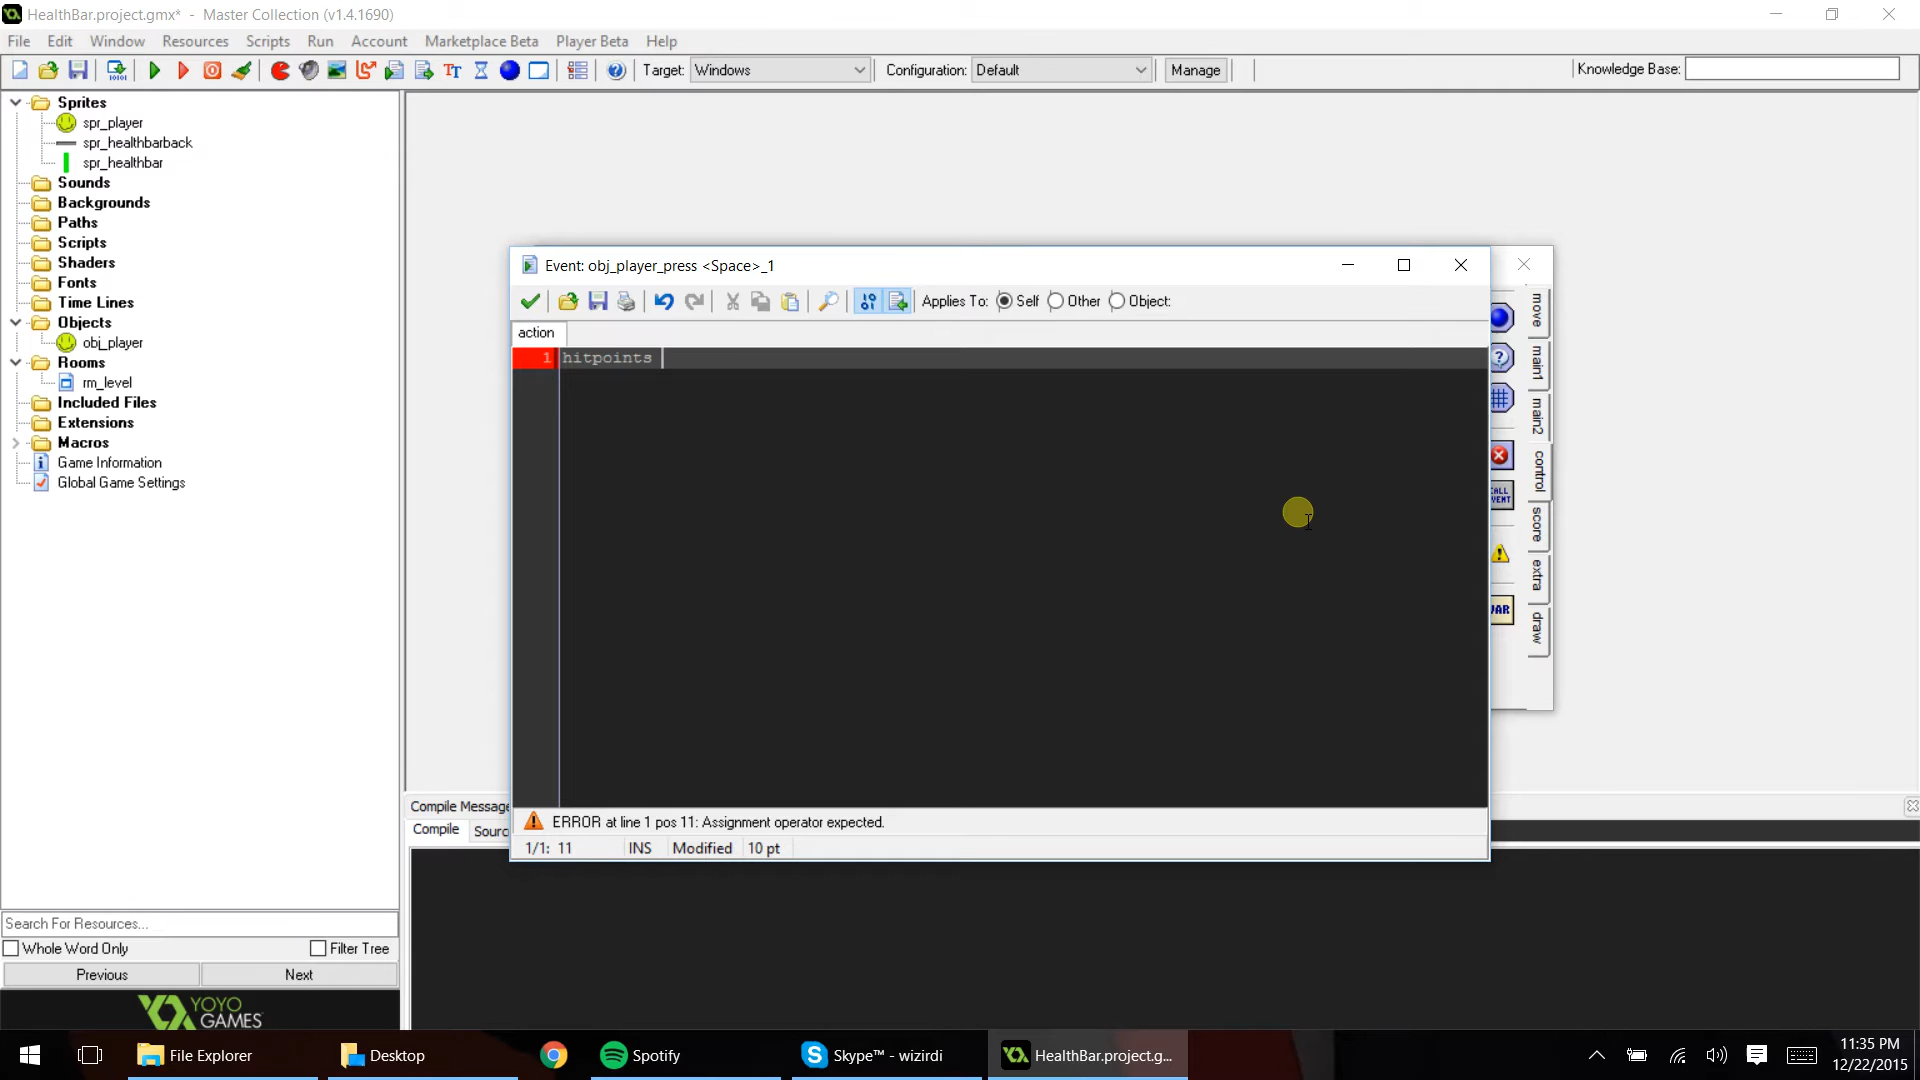 HealthBar.project.gmx* - Master Collection (v1.4.1690)
File Edit Window Resources Scripts Run Account Marketplace Beta Player Beta Help
Target: Windows Configuration: Default Manage Knowledge Base:
Sprites
spr_player
spr_healthbarback
spr_healthbar
Sounds
Backgrounds
Paths
Scripts
Shaders
Fonts
Time Lines
Objects
obj_player
Rooms
rm_level
Included Files
Extensions
Macros
Game Information
Global Game Settings
Event: obj_player_press <Space>_1
Applies To: Self Other Object:
action
1 hitpoints
ERROR at line 1 pos 11: Assignment operator expected.
1/1: 11 INS Modified 10 pt
move
main1
main2
control
score
extra
draw
CALL
VAR
Compile Message
Compile Sourc
Search For Resources...
Whole Word Only Filter Tree
Previous Next
YOYO
GAMES
File Explorer Desktop Spotify Skype™ - wizirdi HealthBar.project.g...
11:35 PM
12/22/2015